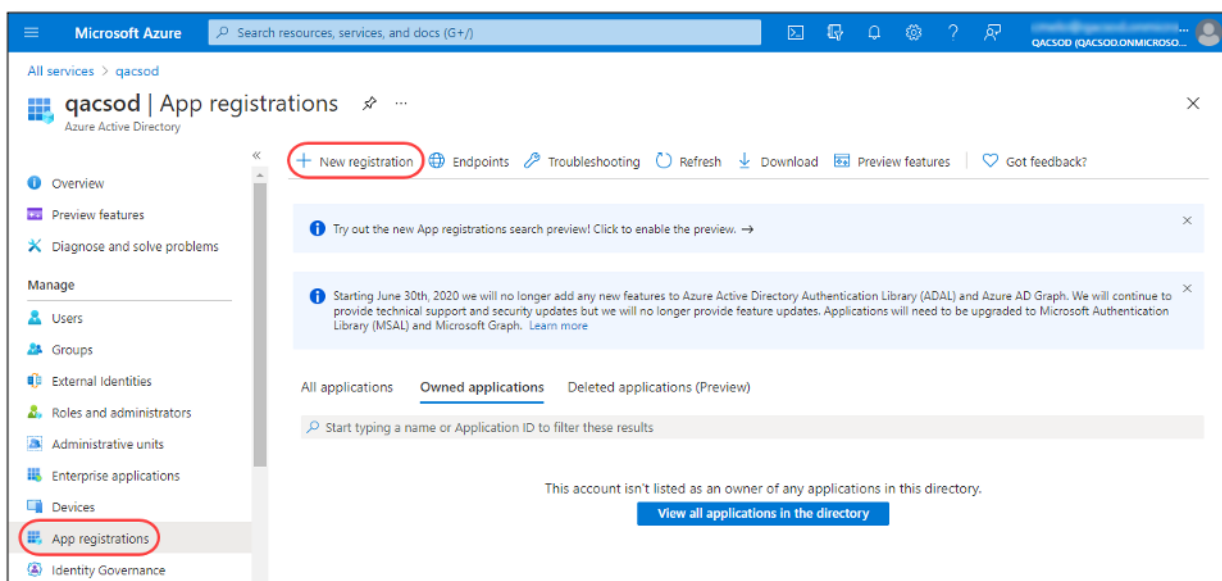 Microsoft Azure
Search resources, services, and docs (G+/)
QACSOD (QACSOD.ONMICROSO...
All services > qacsod
qacsod | App registrations
Azure Active Directory
New registration
Endpoints
Troubleshooting
Refresh
Download
Preview features
Got feedback?
Overview
Preview features
Diagnose and solve problems
Manage
Users
Groups
External Identities
Roles and administrators
Administrative units
Enterprise applications
Devices
App registrations
Identity Governance
Try out the new App registrations search preview! Click to enable the preview. →
Starting June 30th, 2020 we will no longer add any new features to Azure Active Directory Authentication Library (ADAL) and Azure AD Graph. We will continue to
provide technical support and security updates but we will no longer provide feature updates. Applications will need to be upgraded to Microsoft Authentication
Library (MSAL) and Microsoft Graph. Learn more
All applications
Owned applications
Deleted applications (Preview)
Start typing a name or Application ID to filter these results
This account isn't listed as an owner of any applications in this directory.
View all applications in the directory